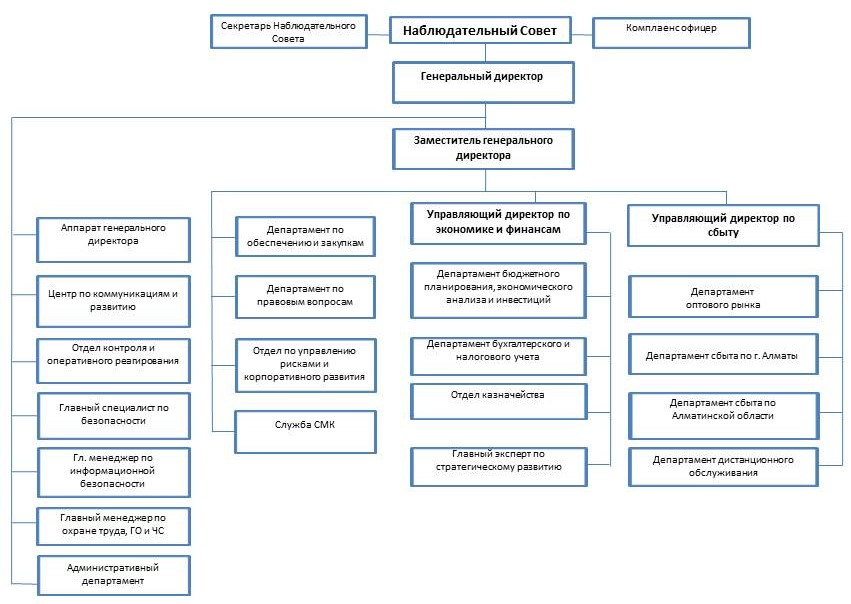 Секретарь Наблюдательного
Совета
Наблюдательный Совет
Комплаенс офицер
Генеральный директор
Заместитель генерального
директора
Аппарат генерального
директора
Центр по коммуникациям и
развитию
Отдел контроля и
оперативного реагирования
Главный специалист по
безопасности
Гл. менеджер по
информационной
безопасности
Главный менеджер по
охране труда, ГО и ЧС
Административный
департамент
Департамент по
обеспечению и закупкам
Департамент по
правовым вопросам
Отдел по управлению
рисками и
корпоративного развития
Служба СМК
Управляющий директор по
экономике и финансам
Департамент бюджетного
планирования, экономического
анализа и инвестиций
Департамент бухгалтерского и
налогового учета
Отдел казначейства
Главный эксперт по
стратегическому развитию
Управляющий директор по
сбыту
Департамент
оптового рынка
Департамент сбыта по г. Алматы
Департамент сбыта по
Алматинской области
Департамент дистанционного
обслуживания